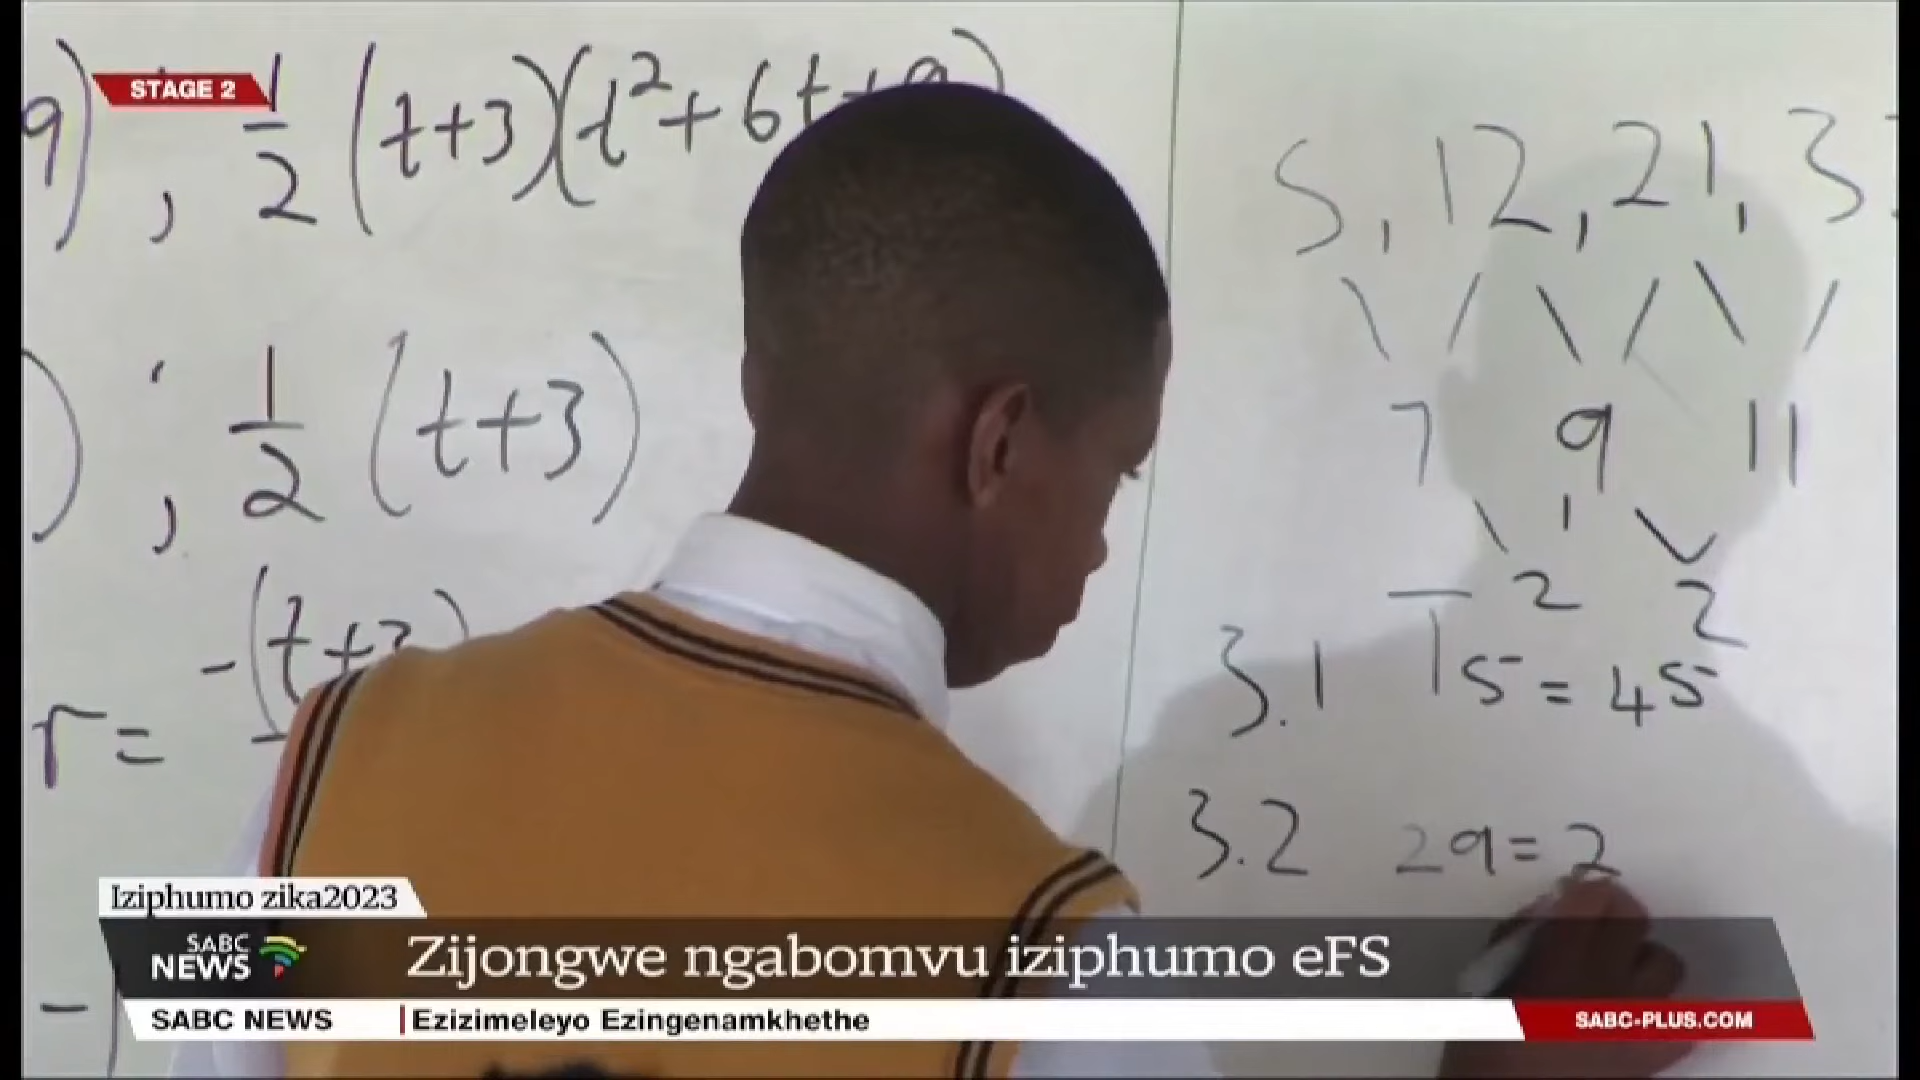 STAGE 2
9) ; 1/2 (t+3)(t²+6t+9)
) ; 1/2 (t+3)
-(t+3)
r =
5, 12, 21, 3
7 9 11
2 2
3.1 T5 = 45
3.2 2a = 2
Iziphumo zika2023
SABC NEWS
Zijongwe ngabomvu iziphumo eFS
SABC NEWS
Ezizimeleyo Ezingenamkhethe
SABC-PLUS.COM